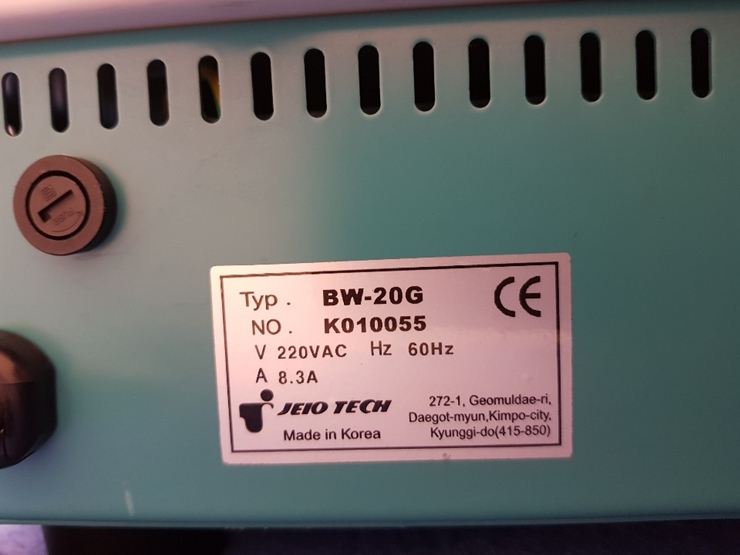 Typ . BW-20G
NO . K010055
V 220VAC Hz 60Hz
A 8.3A
CE
JEIO TECH
Made in Korea
272-1, Geomuldae-ri,
Daegot-myun,Kimpo-city,
Kyunggi-do(415-850)